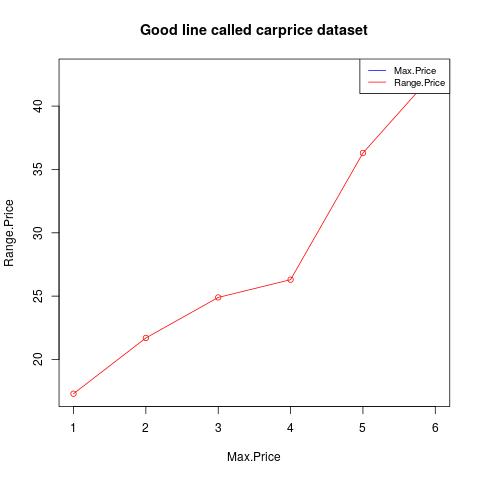 Good line called carprice dataset
Max.Price
Range.Price
Range.Price
40
35
30
25
20
1 2 3 4 5 6
Max.Price